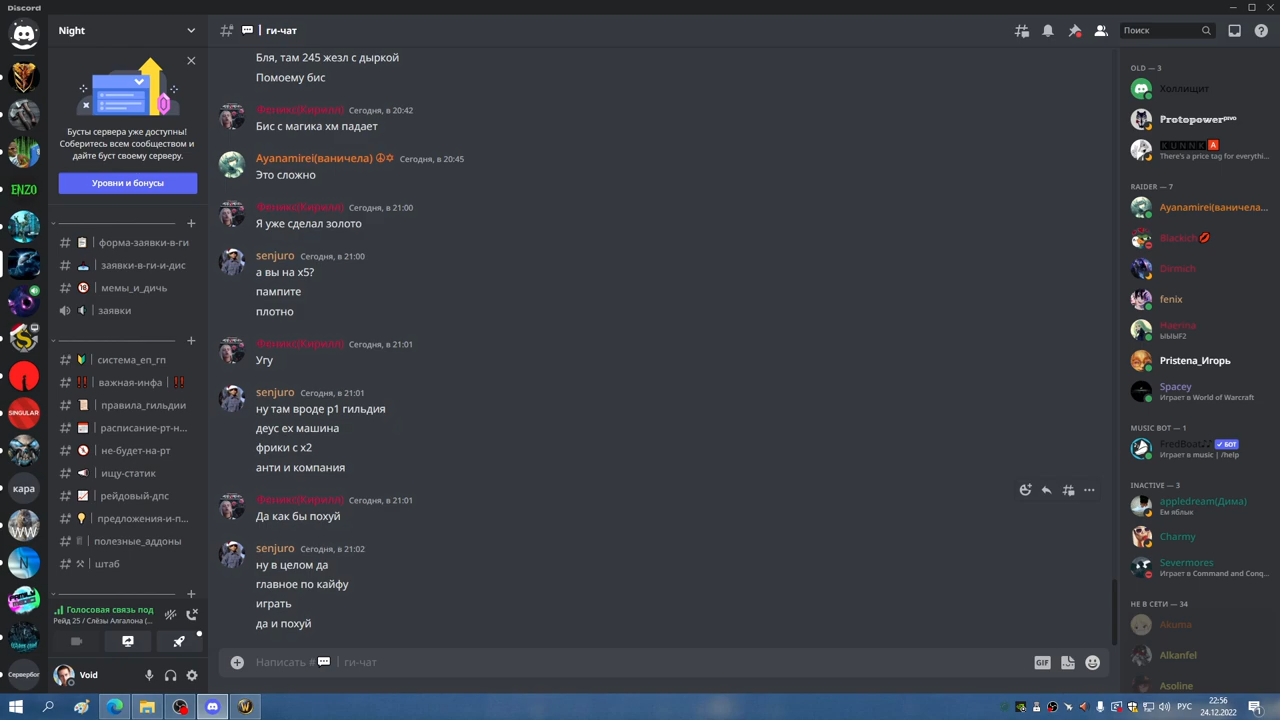 Discord
Night
💬 | ги-чат
Поиск
Бусты сервера уже доступны!
Соберитесь всем сообществом и
дайте буст своему серверу.
Уровни и бонусы
форма-заявки-в-ги
заявки-в-ги-и-дис
мемы_и_дичь
заявки
система_еп_гп
важная-инфа
правила_гильдии
расписание-рт-н...
не-будет-на-рт
ищу-статик
рейдовый-дпс
предложения-и-п...
полезные_аддоны
штаб
Голосовая связь под
Рейд 25 / Слёзы Алгалона (...
Void
ENZO
SINGULAR
кара
WW
Сервербог
Бля, там 245 жезл с дыркой
Помоему бис
Феникс(Кирилл) Сегодня, в 20:42
Бис с магика хм падает
Ayanamirei(ваничела) ☮✡ Сегодня, в 20:45
Это сложно
Феникс(Кирилл) Сегодня, в 21:00
Я уже сделал золото
senjuro Сегодня, в 21:00
а вы на х5?
пампите
плотно
Феникс(Кирилл) Сегодня, в 21:01
Угу
senjuro Сегодня, в 21:01
ну там вроде р1 гильдия
деус ех машина
фрики с х2
анти и компания
Феникс(Кирилл) Сегодня, в 21:01
Да как бы похуй
senjuro Сегодня, в 21:02
ну в целом да
главное по кайфу
играть
да и похуй
Написать #💬 | ги-чат
GIF
OLD — 3
Холлищит
Protopowerᵖⁱᵛᵒ
KUNNK A
There's a price tag for everythi...
RAIDER — 7
Ayanamirei(ваничела...
Blackich
Dirmich
fenix
Haerina
ЫЫЫF2
Pristena_Игорь
Spacey
Играет в World of Warcraft
MUSIC BOT — 1
FredBoat♪♪ ✓ БОТ
Играет в music | /help
INACTIVE — 3
appledream(Дима)
Ем яблык
Charmy
Severmores
Играет в Command and Conq...
НЕ В СЕТИ — 34
Akuma
Alkanfel
Asoline
РУС
22:56
24.12.2022
1